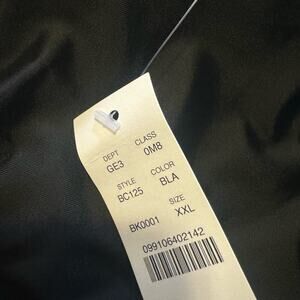 DEPT CLASS
GE3 0M8
STYLE COLOR
BC125 BLA
SIZE
BK0001 XXL
099106402142